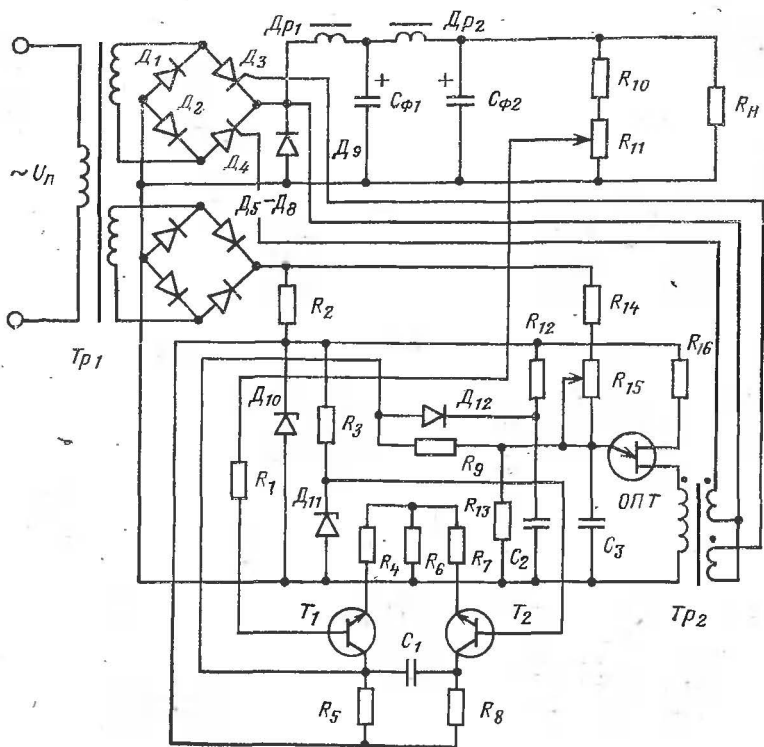 Др1
Др2
Д1
Д3
Д2
Д4
+
Cф1
+
Cф2
R10
R11
Rн
Д9
~Uп
Д5-Д8
R2
R14
R12
R16
Тр1
Д10
R3
Д12
R15
R1
R9
Д11
R13
ОПТ
C2
C3
R4
R6
R7
T1
T2
Тр2
C1
R5
R8